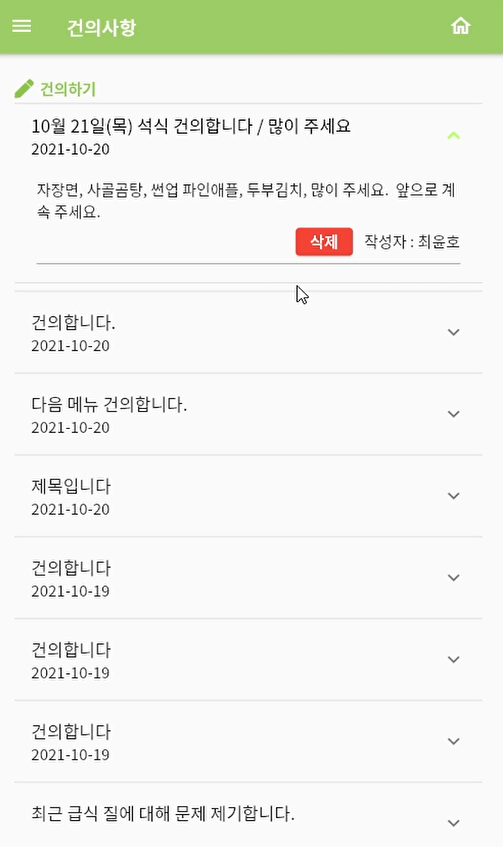 건의사항
건의하기
10월 21일(목) 석식 건의합니다 / 많이 주세요
2021-10-20
자장면, 사골곰탕, 썬업 파인애플, 두부김치, 많이 주세요. 앞으로 계
속 주세요.
삭제 작성자 : 최윤호
건의합니다.
2021-10-20
다음 메뉴 건의합니다.
2021-10-20
제목입니다
2021-10-20
건의합니다
2021-10-19
건의합니다
2021-10-19
건의합니다
2021-10-19
최근 급식 질에 대해 문제 제기합니다.